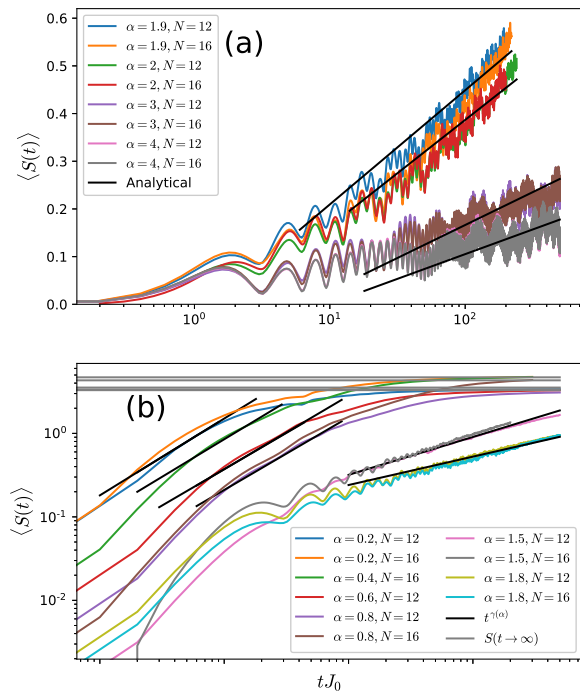 (a)
α = 1.9, N = 12
α = 1.9, N = 16
α = 2, N = 12
α = 2, N = 16
α = 3, N = 12
α = 3, N = 16
α = 4, N = 12
α = 4, N = 16
Analytical
⟨S(t)⟩
0.6
0.5
0.4
0.3
0.2
0.1
0.0
10⁰
10¹
10²
(b)
⟨S(t)⟩
10⁰
10⁻¹
10⁻²
α = 0.2, N = 12
α = 0.2, N = 16
α = 0.4, N = 16
α = 0.6, N = 12
α = 0.8, N = 12
α = 0.8, N = 16
α = 1.5, N = 12
α = 1.5, N = 16
α = 1.8, N = 12
α = 1.8, N = 16
t^γ(α)
S(t → ∞)
tJ₀